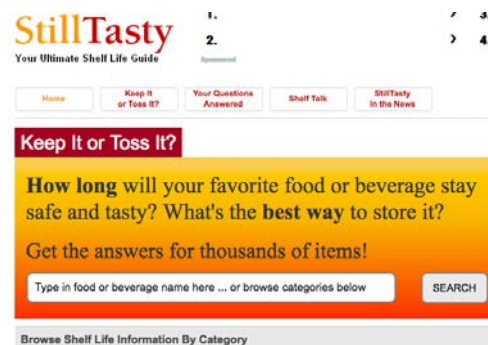 StillTasty
Your Ultimate Shelf Life Guide
1.
2.
3.
4.
Sponsored
Home
Keep It
or Toss It?
Your Questions
Answered
Shelf Talk
StillTasty
In the News
Keep It or Toss It?
How long will your favorite food or beverage stay
safe and tasty? What's the best way to store it?
Get the answers for thousands of items!
Type in food or beverage name here ... or browse categories below
SEARCH
Browse Shelf Life Information By Category